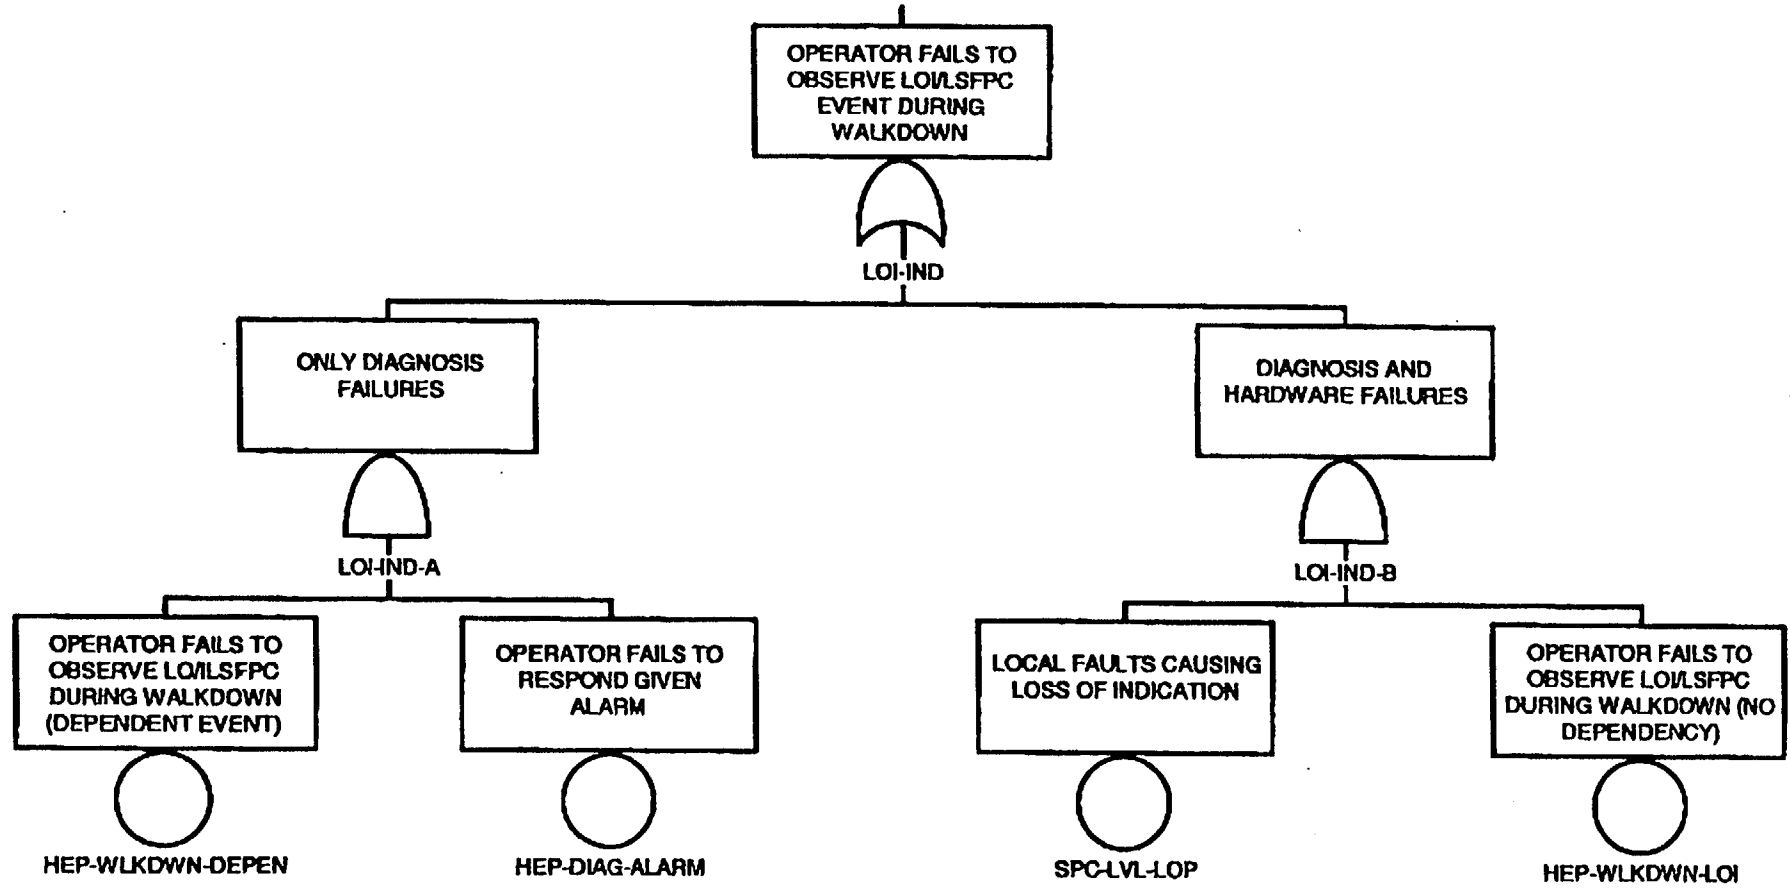 OPERATOR FAILS TO
OBSERVE LOI/LSFPC
EVENT DURING
WALKDOWN
LOI-IND
ONLY DIAGNOSIS
FAILURES
DIAGNOSIS AND
HARDWARE FAILURES
LOI-IND-A
LOI-IND-B
OPERATOR FAILS TO
OBSERVE LO/ILSFPC
DURING WALKDOWN
(DEPENDENT EVENT)
OPERATOR FAILS TO
RESPOND GIVEN
ALARM
LOCAL FAULTS CAUSING
LOSS OF INDICATION
OPERATOR FAILS TO
OBSERVE LOI/LSFPC
DURING WALKDOWN (NO
DEPENDENCY)
HEP-WLKDWN-DEPEN
HEP-DIAG-ALARM
SPC-LVL-LOP
HEP-WLKDWN-LOI